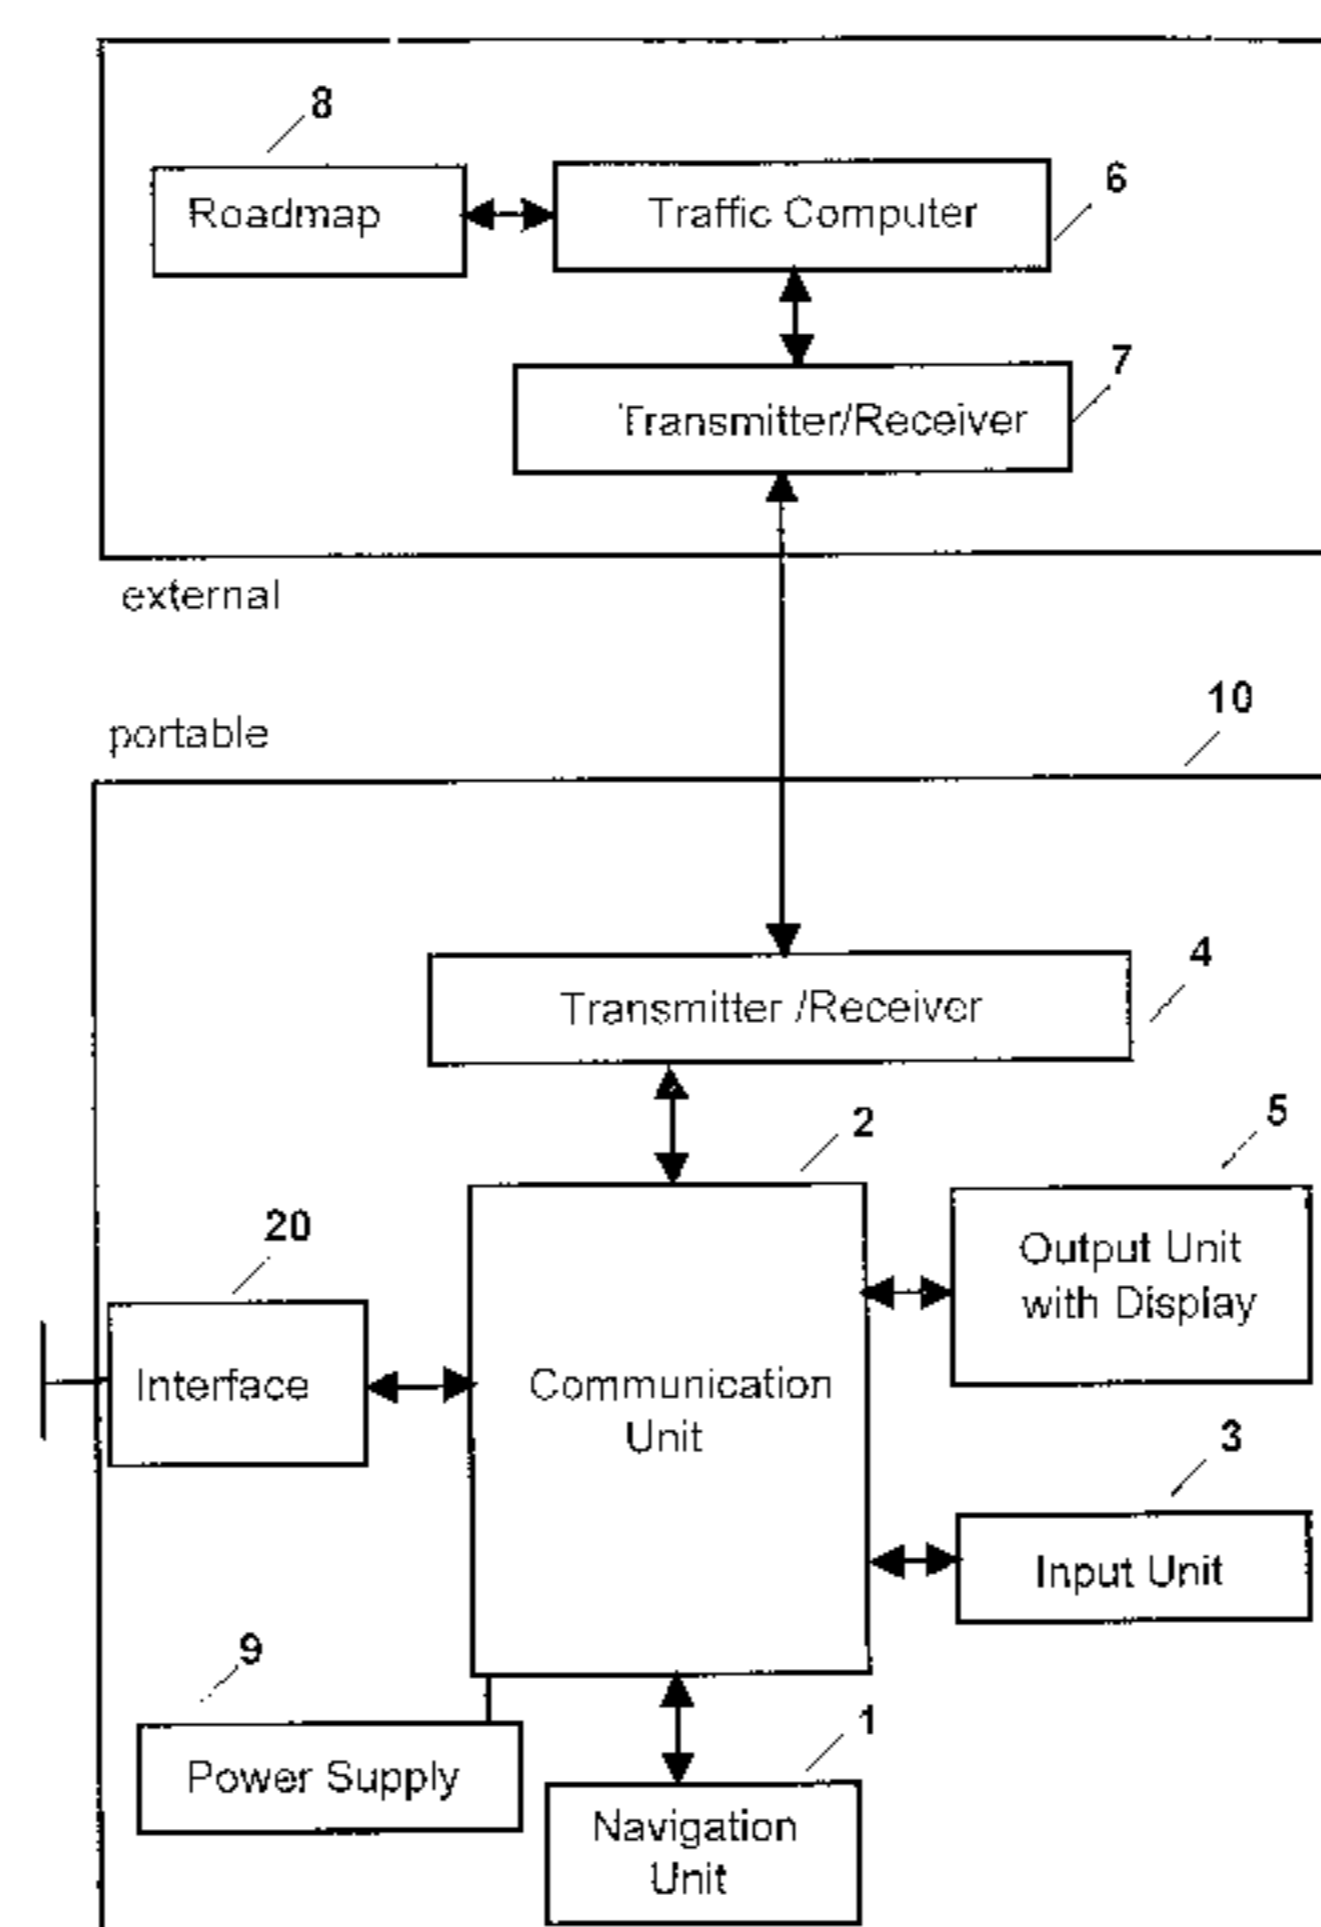 8
Roadmap
Traffic Computer
6
7
Transmitter/Receiver
external
10
portable
4
Transmitter /Receiver
2
5
20
Output Unit
with Display
Interface
Communication
Unit
3
Input Unit
9
1
Power Supply
Navigation
Unit